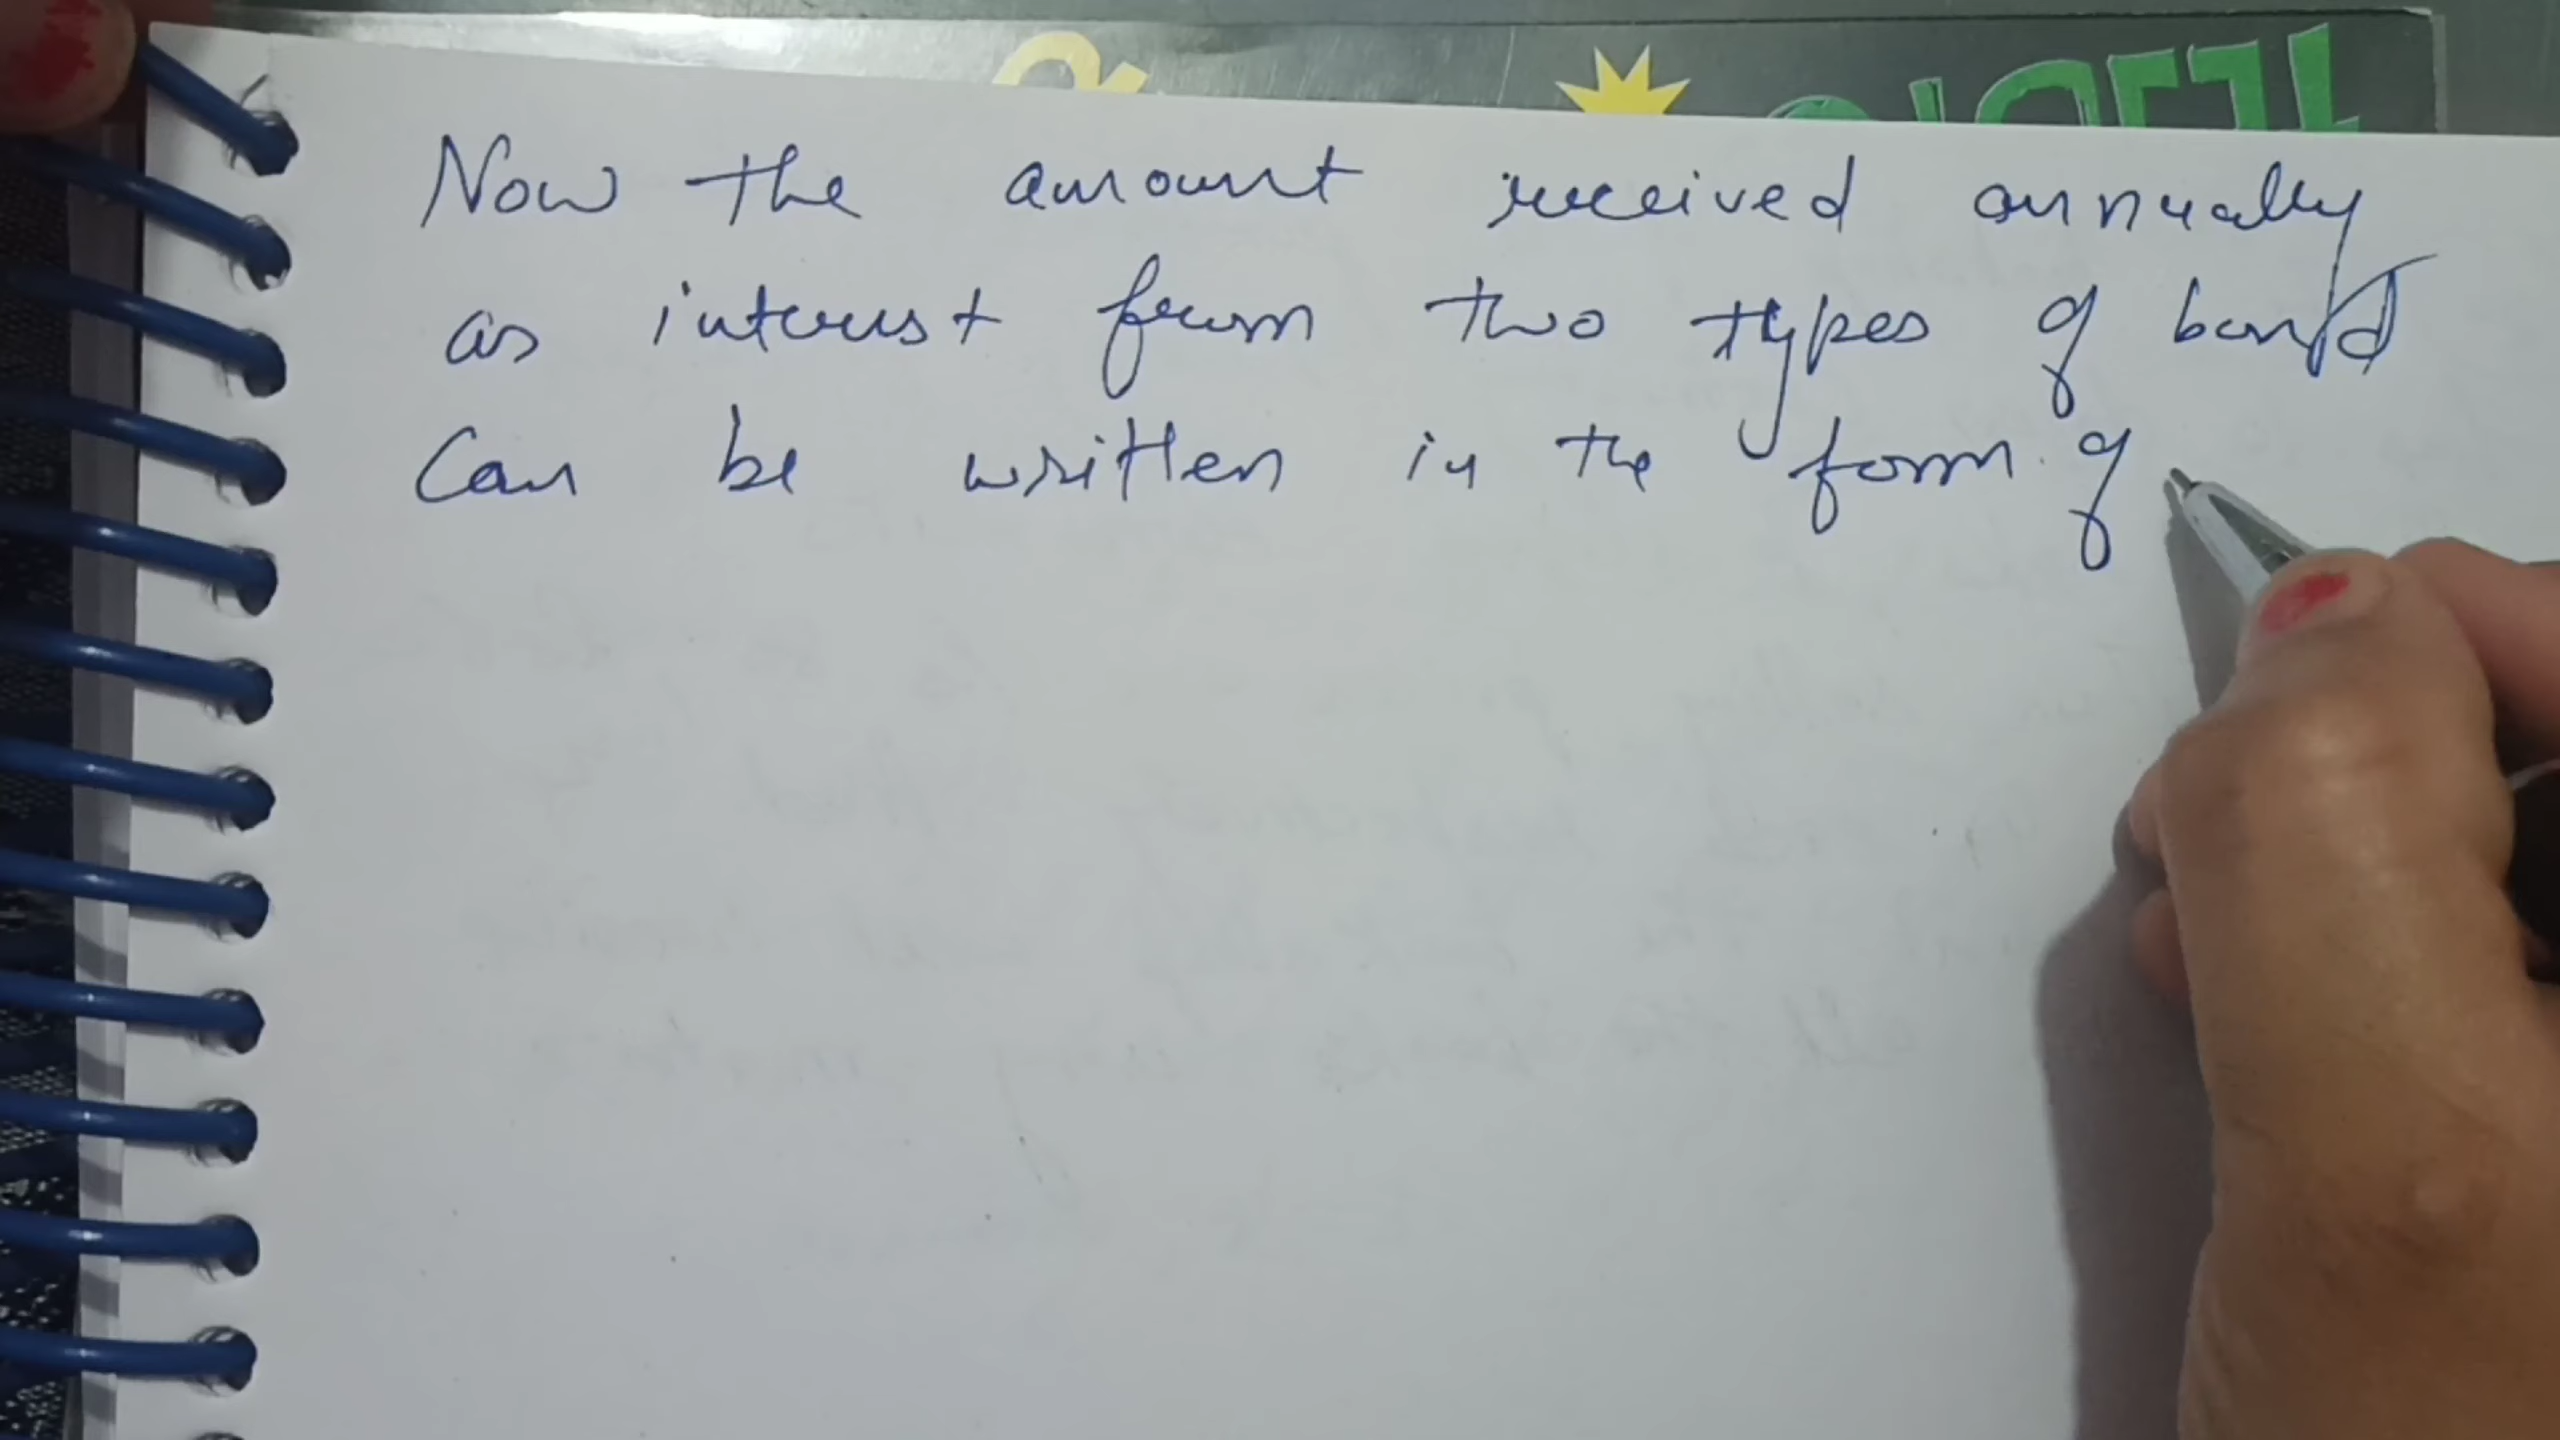 Now the amount received annually
as interest from two types of bond
Can be written in the form of